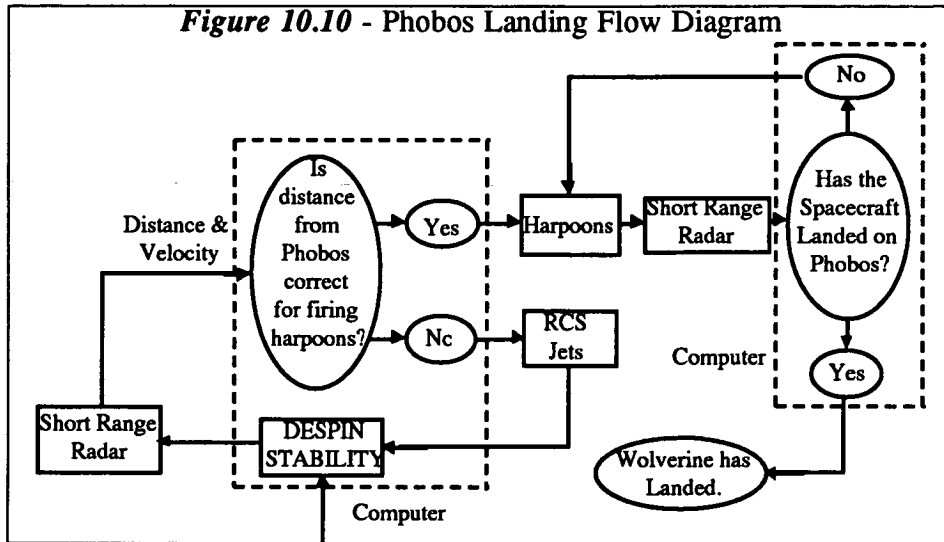 Figure 10.10 - Phobos Landing Flow Diagram
No
Is
distance
from
Phobos
correct
for firing
harpoons?
Distance &
Velocity
Yes
Harpoons
Short Range
Radar
Has the
Spacecraft
Landed on
Phobos?
Nc
RCS
Jets
Computer
Yes
Short Range
Radar
DESPIN
STABILITY
Wolverine has
Landed.
Computer